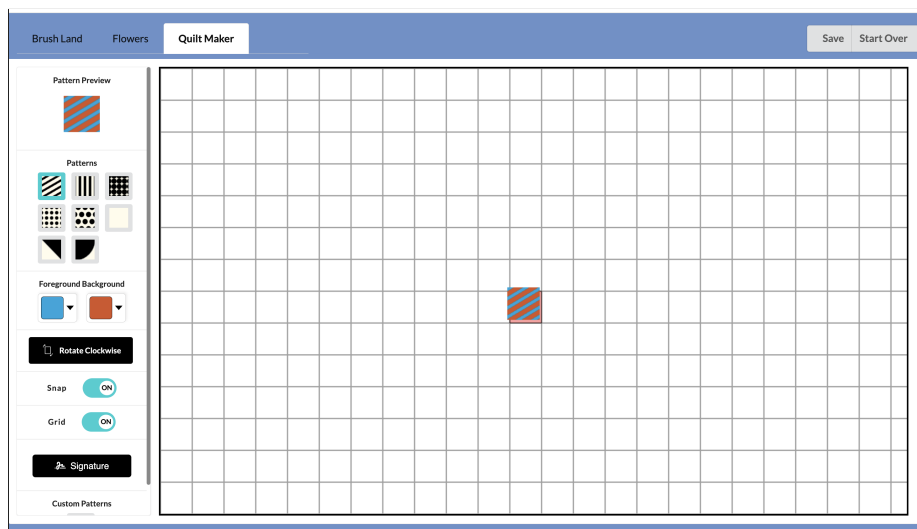 Brush Land Flowers Quilt Maker Save Start Over
Pattern Preview
Patterns
Foreground Background
Rotate Clockwise
Snap ON
Grid ON
Signature
Custom Patterns